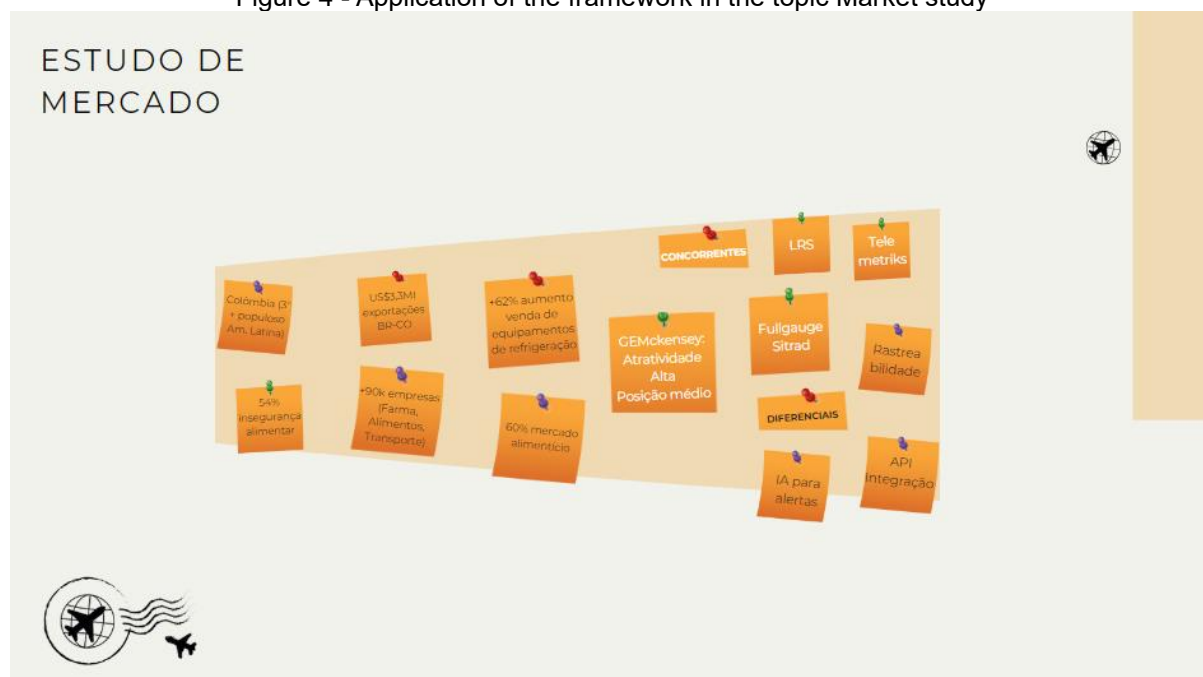 Figure 4 - Application of the framework in the topic Market study
ESTUDO DE
MERCADO
Colômbia (3ª
+ populoso
Am. Latina)
54%
insegurança
alimentar
US$3,3MI
exportações
BR-CO
+90k empresas
(Farma,
Alimentos,
Transporte)
+62% aumento
venda de
equipamentos
de refrigeração
60% mercado
alimentício
GEMckensey:
Atratividade
Alta
Posição médio
CONCORRENTES
LRS
Tele
metriks
Fullgauge
Sitrad
Rastrea
bilidade
DIFERENCIAIS
IA para
alertas
API
Integração